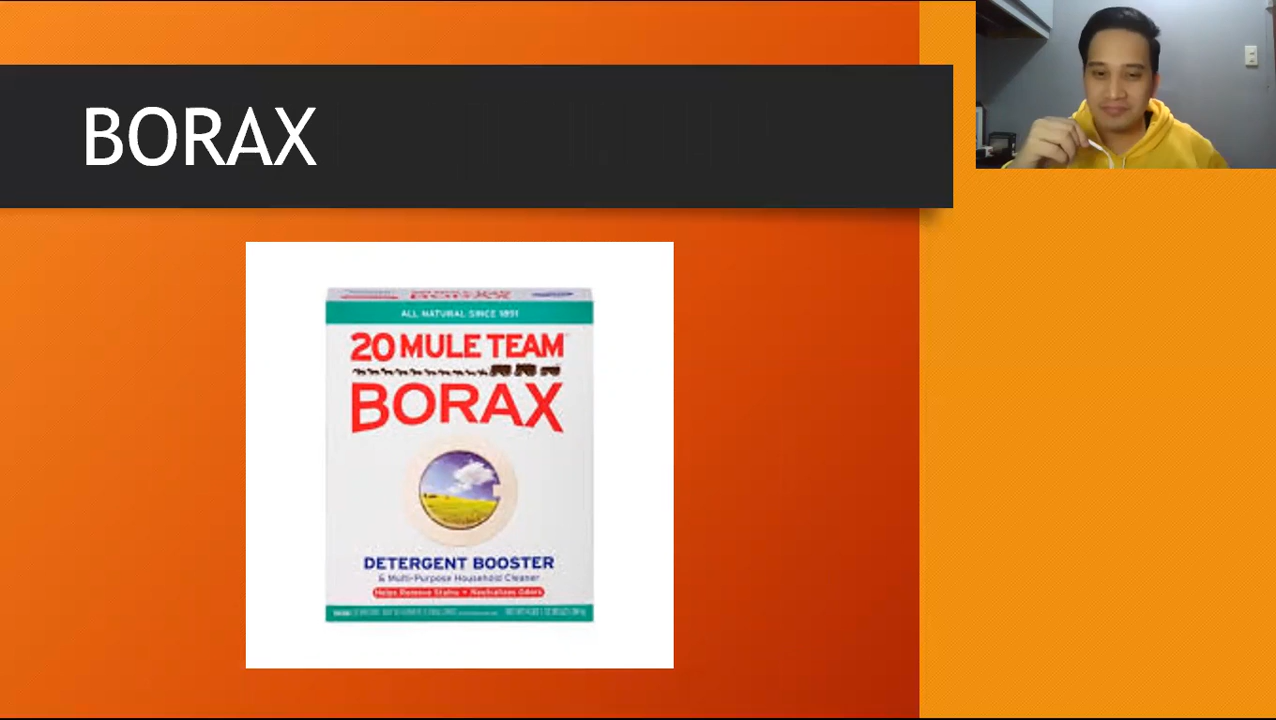 BORAX
BORAX
ALL NATURAL SINCE 1891
20 MULE TEAM
BORAX
DETERGENT BOOSTER
& Multi-Purpose Household Cleaner
Helps Remove Stains • Neutralizes Odors